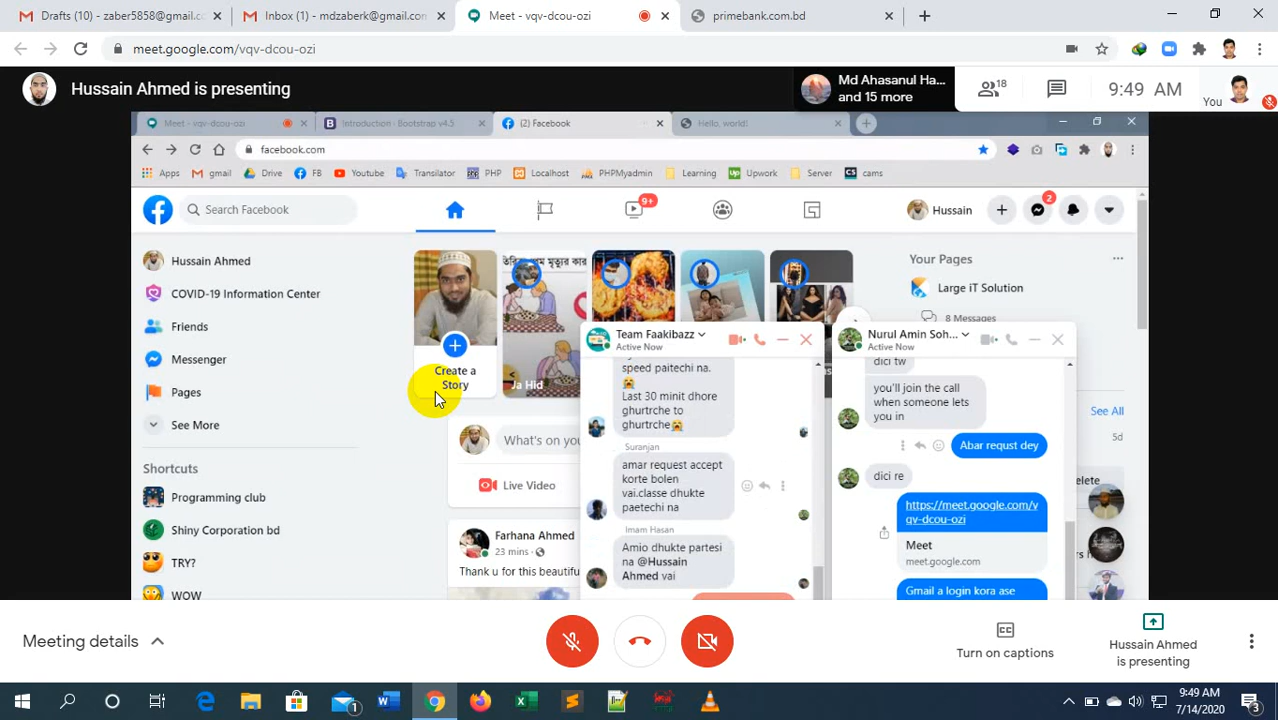 Drafts (10) - zaber5858@gmail.c
Inbox (1) - mdzaberk@gmail.com
Meet - vqv-dcou-ozi
primebank.com.bd
meet.google.com/vqv-dcou-ozi
Hussain Ahmed is presenting
Md Ahasanul Ha...
and 15 more
18
9:49 AM
You
Meet - vqv-dcou-ozi
Introduction · Bootstrap v4.5
(2) Facebook
Hello, world!
facebook.com
Apps
gmail
Drive
FB
Youtube
Translator
PHP
Localhost
PHPMyadmin
Learning
Upwork
Server
cams
Search Facebook
9+
Hussain
2
Hussain Ahmed
COVID-19 Information Center
Friends
Messenger
Pages
See More
Shortcuts
Programming club
Shiny Corporation bd
TRY?
WOW
Create a
Story
Ja Hid
What's on you
Live Video
Farhana Ahmed
23 mins ·
Thank u for this beautifu
Your Pages
Large iT Solution
8 Messages
See All
5d
elete
Team Faakibazz
Active Now
speed paitechi na.
Last 30 minit dhore
ghurtrche to
ghurtrche
Suranjan
amar request accept
korte bolen
vai.classe dhukte
paetechi na
Imam Hasan
Amio dhukte partesi
na @Hussain
Ahmed vai
Nurul Amin Soh...
Active Now
dici tw
you'll join the call
when someone lets
you in
Abar requst dey
dici re
https://meet.google.com/v
qv-dcou-ozi
Meet
meet.google.com
Gmail a login kora ase
Meeting details
Turn on captions
Hussain Ahmed
is presenting
1
9:49 AM
7/14/2020
3